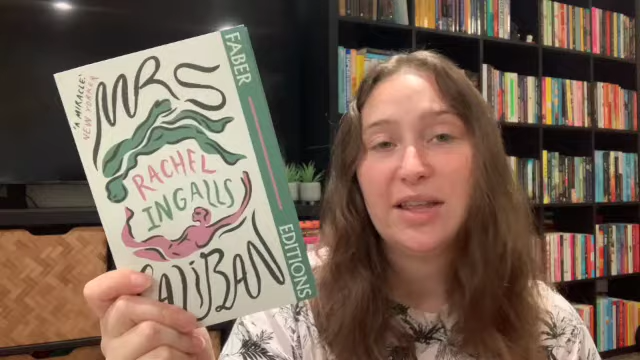 'A MIRACLE.'
NEW YORKER
MRS
RACHEL
INGALLS
CALIBAN
FABER
EDITIONS